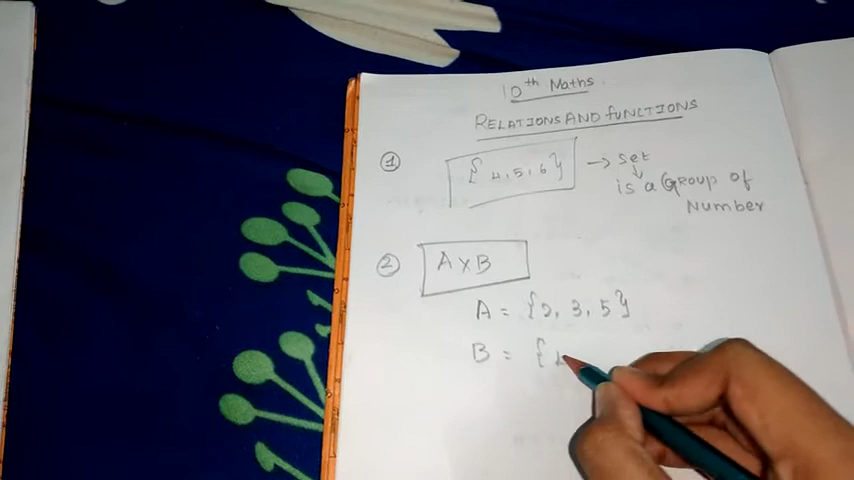 10th Maths
RELATIONS AND FUNCTIONS
① {4, 5, 6} → set
↓
is a Group of
Number
② A×B
A = {2, 3, 5}
B = {